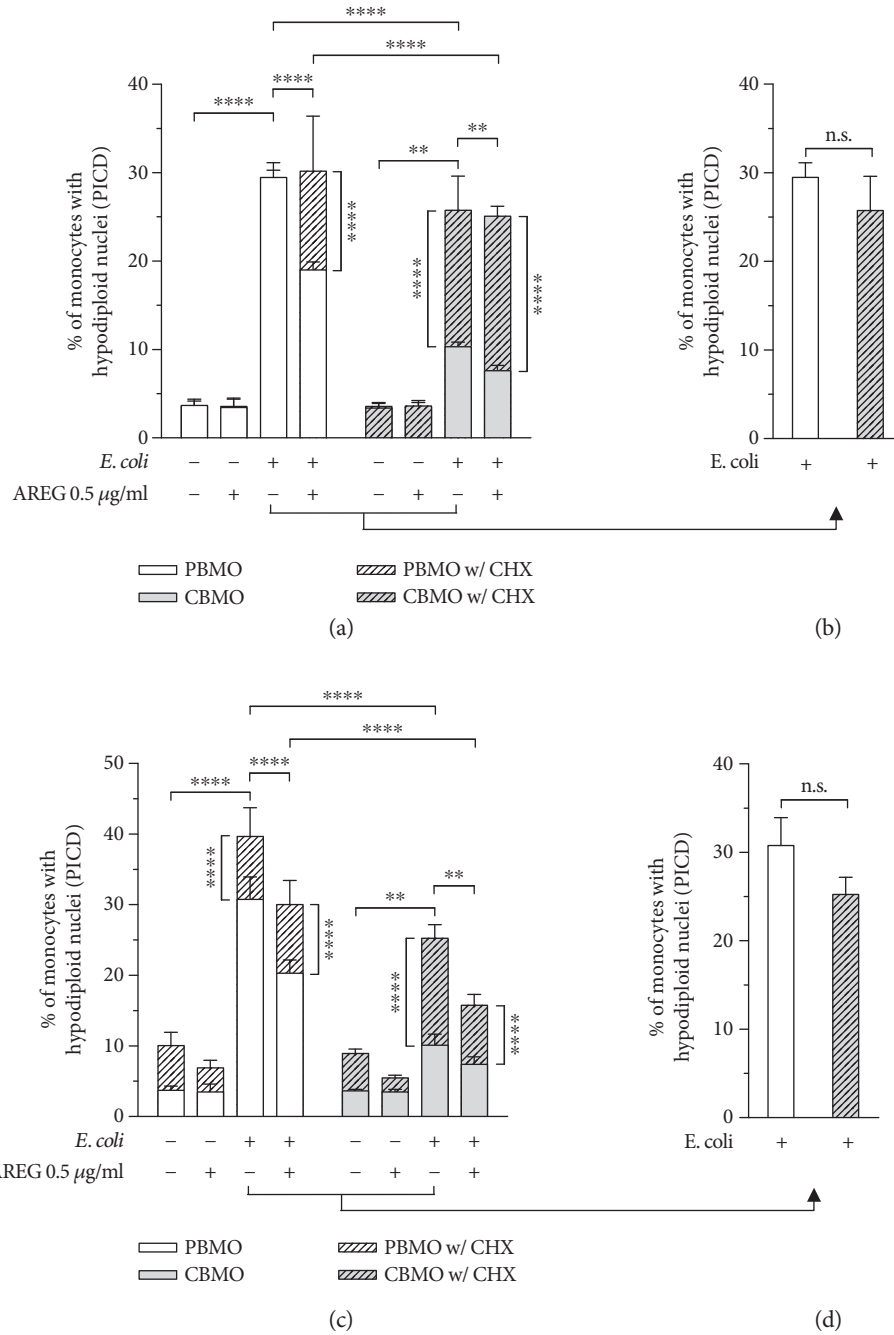 **** 
****
40 **** 40
**** ** n.s.
30 ** 30
****
20 **** **** 20
10 10
0 0
% of monocytes with
hypodiploid nuclei (PICD)
% of monocytes with
hypodiploid nuclei (PICD)
E. coli − − + + − − + + E. coli + +
AREG 0.5 μg/ml − + − + − + − +
PBMO PBMO w/ CHX
CBMO CBMO w/ CHX
(a) (b)
****
****
50 **** 40
**** n.s.
40 ** ** 30
30 ****
**** **** 20
20 ****
10 10
0 0
% of monocytes with
hypodiploid nuclei (PICD)
% of monocytes with
hypodiploid nuclei (PICD)
E. coli − − + + − − + + E. coli + +
AREG 0.5 μg/ml − + − + − + − +
PBMO PBMO w/ CHX
CBMO CBMO w/ CHX
(c) (d)